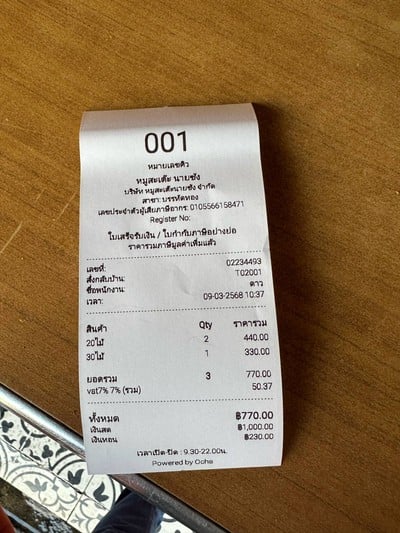 001
หมายเลขคิว
หมูสะเต๊ะ นายซ้ง
บริษัท หมูสะเต๊ะนายซ้ง จำกัด
สาขา: บรรทัดทอง
เลขประจำตัวผู้เสียภาษีอากร: 0105566158471
Register No:
ใบเสร็จรับเงิน / ใบกำกับภาษีอย่างย่อ
ราคารวมภาษีมูลค่าเพิ่มแล้ว
เลขที่: 02234493
สั่งกลับบ้าน: T02001
ชื่อพนักงาน: ดาว
เวลา: 09-03-2568 10:37
สินค้า Qty ราคารวม
20ไม้ 2 440.00
30ไม้ 1 330.00
ยอดรวม 3 770.00
vat7% 7% (รวม) 50.37
ทั้งหมด ฿770.00
เงินสด ฿1,000.00
เงินทอน ฿230.00
เวลาเปิด-ปิด : 9.30-22.00น.
Powered by Ocha